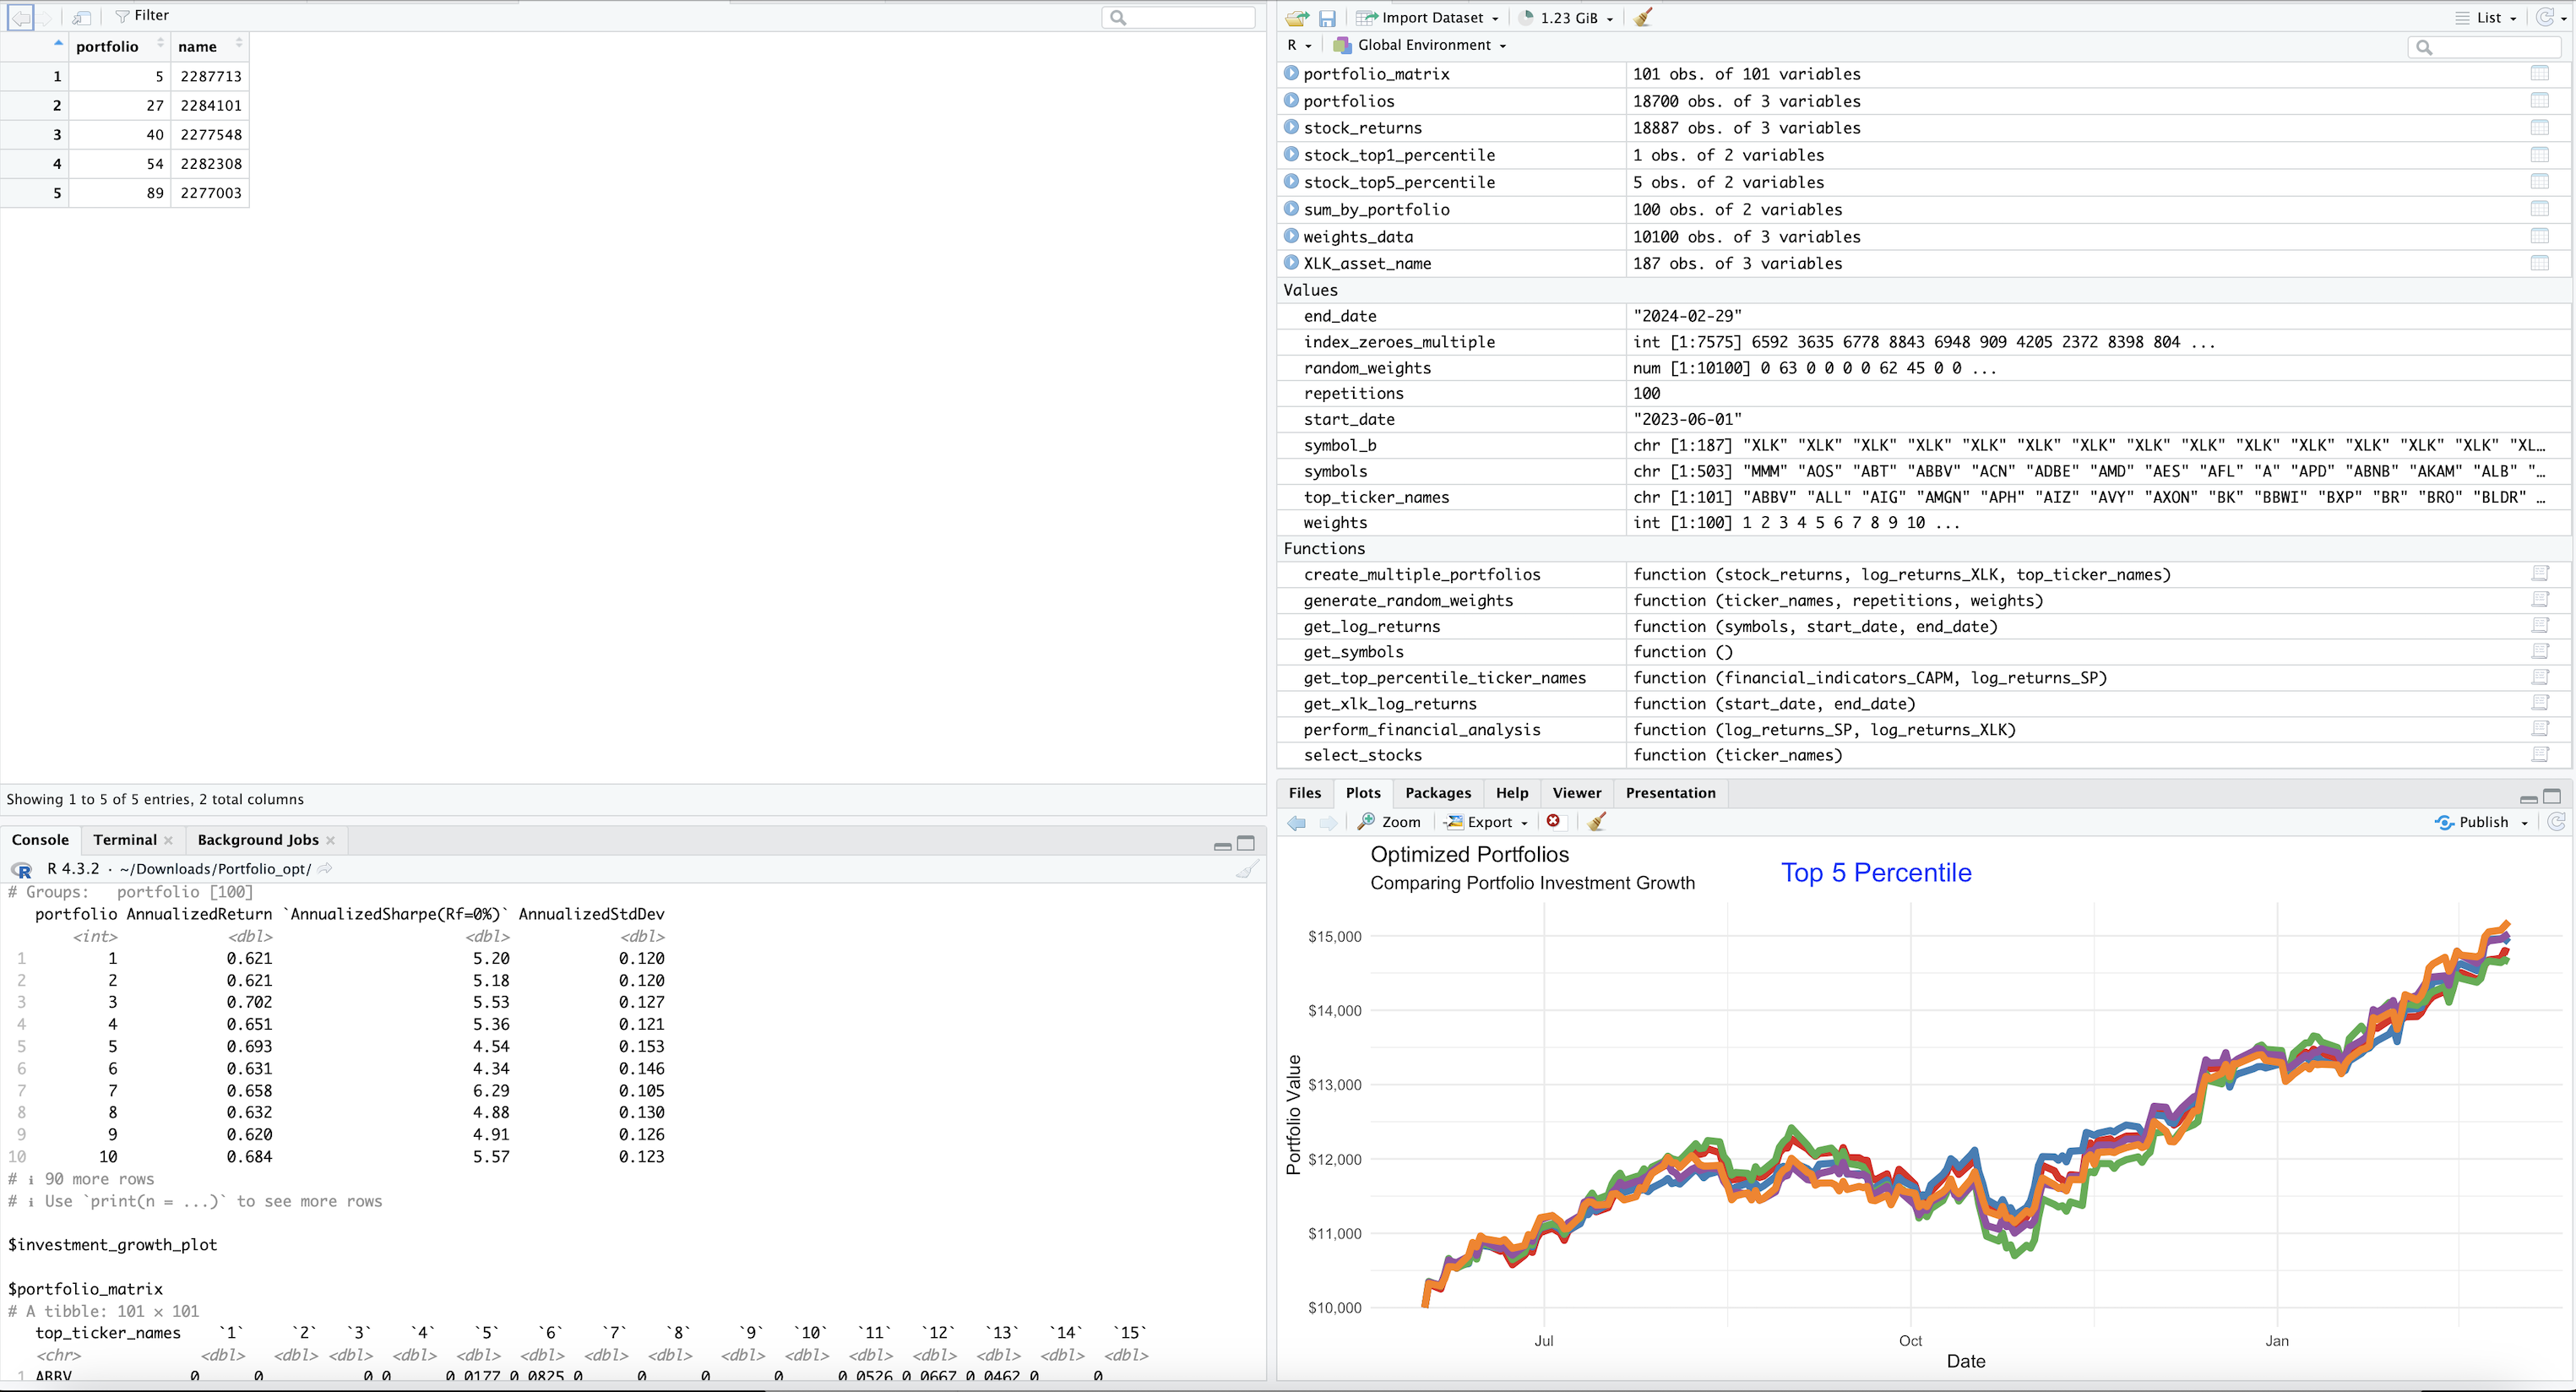 Filter
portfolio name
1 5 2287713
2 27 2284101
3 40 2277548
4 54 2282308
5 89 2277003
Showing 1 to 5 of 5 entries, 2 total columns
Console Terminal Background Jobs
R 4.3.2 · ~/Downloads/Portfolio_opt/
# Groups: portfolio [100]
portfolio AnnualizedReturn `AnnualizedSharpe(Rf=0%)` AnnualizedStdDev
<int> <dbl> <dbl> <dbl>
1 1 0.621 5.20 0.120
2 2 0.621 5.18 0.120
3 3 0.702 5.53 0.127
4 4 0.651 5.36 0.121
5 5 0.693 4.54 0.153
6 6 0.631 4.34 0.146
7 7 0.658 6.29 0.105
8 8 0.632 4.88 0.130
9 9 0.620 4.91 0.126
10 10 0.684 5.57 0.123
# ℹ 90 more rows
# ℹ Use `print(n = ...)` to see more rows
$investment_growth_plot
$portfolio_matrix
# A tibble: 101 × 101
top_ticker_names `1` `2` `3` `4` `5` `6` `7` `8` `9` `10` `11` `12` `13` `14` `15`
<chr> <dbl> <dbl> <dbl> <dbl> <dbl> <dbl> <dbl> <dbl> <dbl> <dbl> <dbl> <dbl> <dbl> <dbl> <dbl>
1 ABBV 0 0 0 0 0.0177 0.0825 0 0 0 0 0.0526 0.0667 0.0462 0 0
Import Dataset 1.23 GiB List
R Global Environment
portfolio_matrix 101 obs. of 101 variables
portfolios 18700 obs. of 3 variables
stock_returns 18887 obs. of 3 variables
stock_top1_percentile 1 obs. of 2 variables
stock_top5_percentile 5 obs. of 2 variables
sum_by_portfolio 100 obs. of 2 variables
weights_data 10100 obs. of 3 variables
XLK_asset_name 187 obs. of 3 variables
Values
end_date "2024-02-29"
index_zeroes_multiple int [1:7575] 6592 3635 6778 8843 6948 909 4205 2372 8398 804 ...
random_weights num [1:10100] 0 63 0 0 0 0 62 45 0 0 ...
repetitions 100
start_date "2023-06-01"
symbol_b chr [1:187] "XLK" "XLK" "XLK" "XLK" "XLK" "XLK" "XLK" "XLK" "XLK" "XLK" "XLK" "XLK" "XLK" "XLK" "XL…
symbols chr [1:503] "MMM" "AOS" "ABT" "ABBV" "ACN" "ADBE" "AMD" "AES" "AFL" "A" "APD" "ABNB" "AKAM" "ALB" "…
top_ticker_names chr [1:101] "ABBV" "ALL" "AIG" "AMGN" "APH" "AIZ" "AVY" "AXON" "BK" "BBWI" "BXP" "BR" "BRO" "BLDR" …
weights int [1:100] 1 2 3 4 5 6 7 8 9 10 ...
Functions
create_multiple_portfolios function (stock_returns, log_returns_XLK, top_ticker_names)
generate_random_weights function (ticker_names, repetitions, weights)
get_log_returns function (symbols, start_date, end_date)
get_symbols function ()
get_top_percentile_ticker_names function (financial_indicators_CAPM, log_returns_SP)
get_xlk_log_returns function (start_date, end_date)
perform_financial_analysis function (log_returns_SP, log_returns_XLK)
select_stocks function (ticker_names)
Files Plots Packages Help Viewer Presentation
Zoom Export Publish
Optimized Portfolios
Comparing Portfolio Investment Growth
Top 5 Percentile
Portfolio Value
$15,000
$14,000
$13,000
$12,000
$11,000
$10,000
Jul Oct Jan
Date